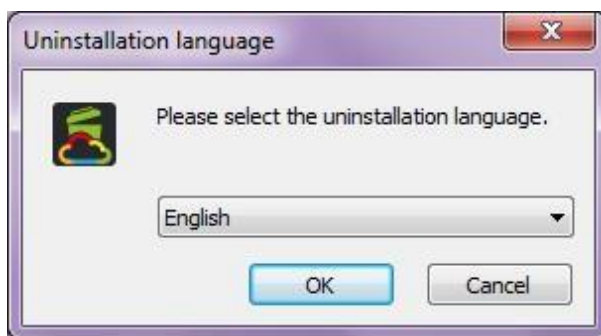 Uninstallation language
Please select the uninstallation language.
English
OK
Cancel